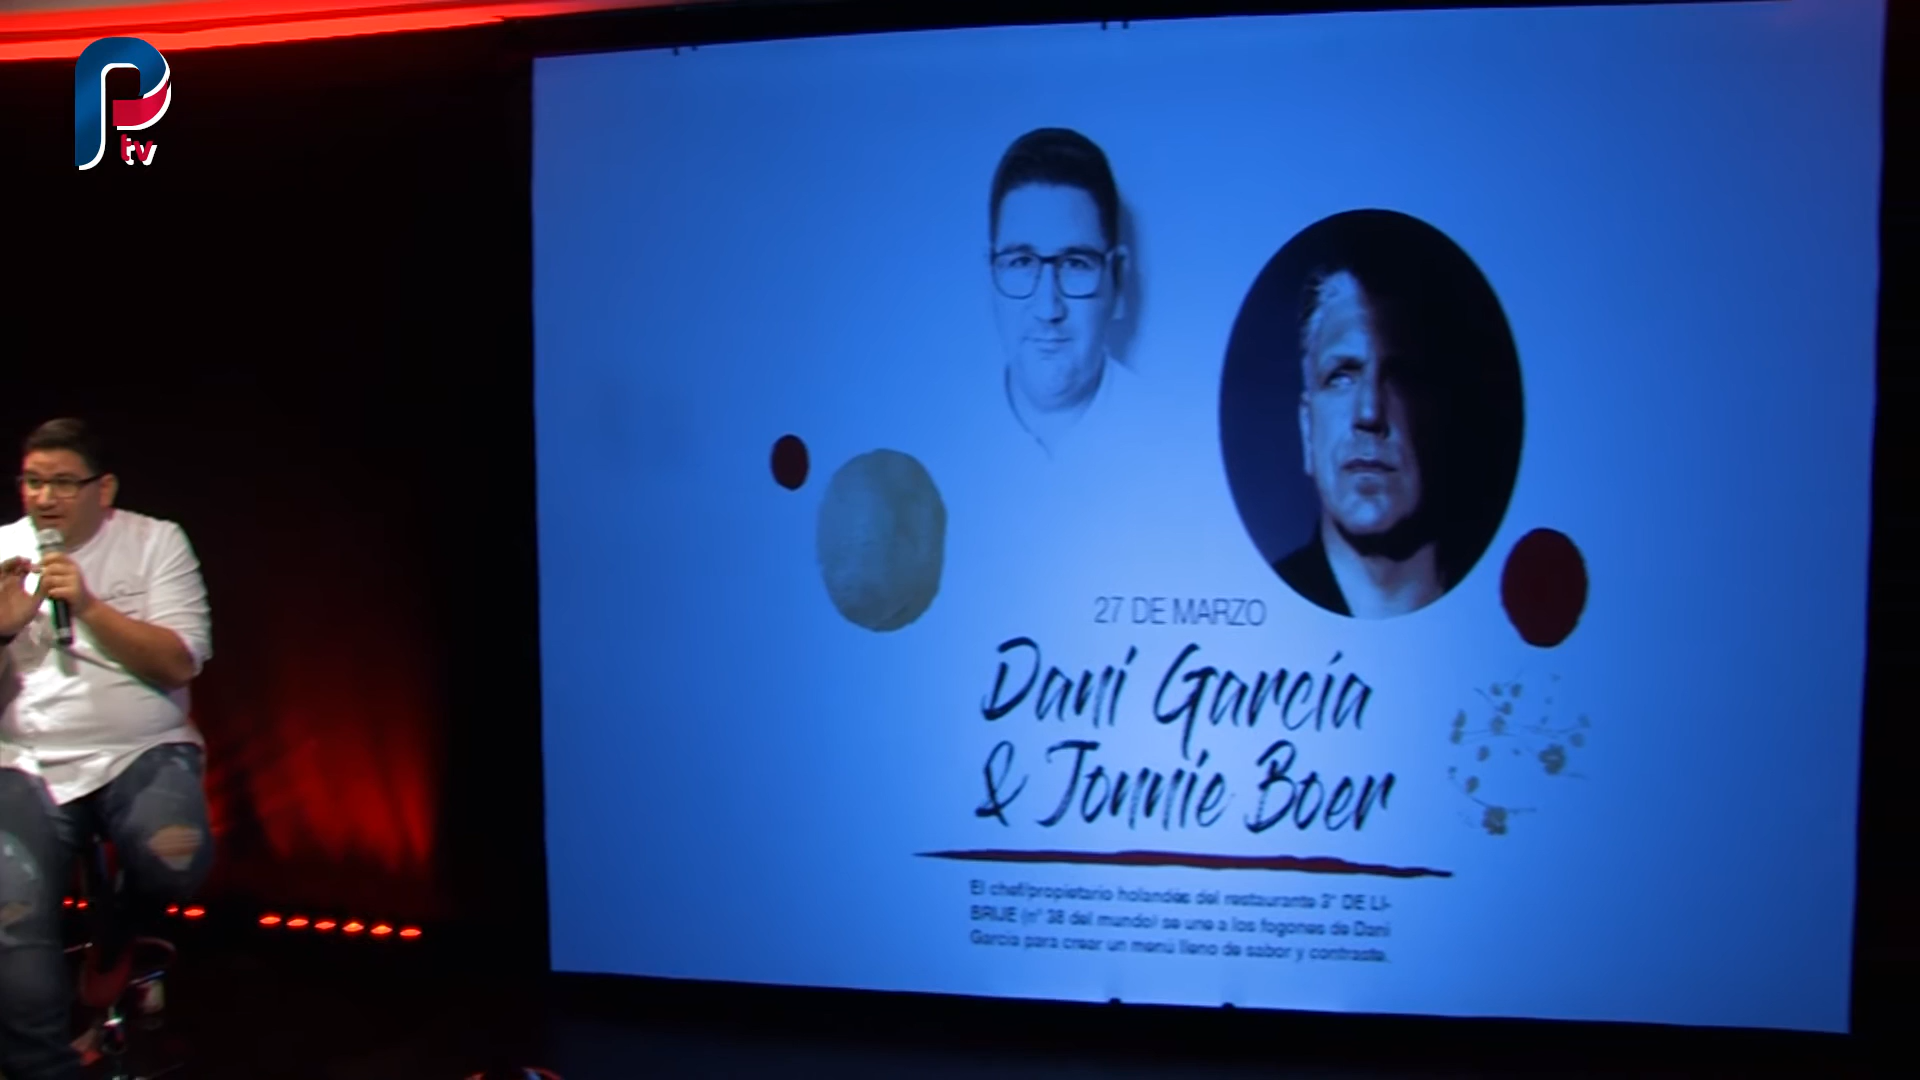 P
tv
27 DE MARZO
Dani García
& Jonnie Boer
El chef/propietario holandés del restaurante 3* DE LI-
BRIJE (nº 38 del mundo) se une a los fogones de Dani
García para crear un menú lleno de sabor y contraste.